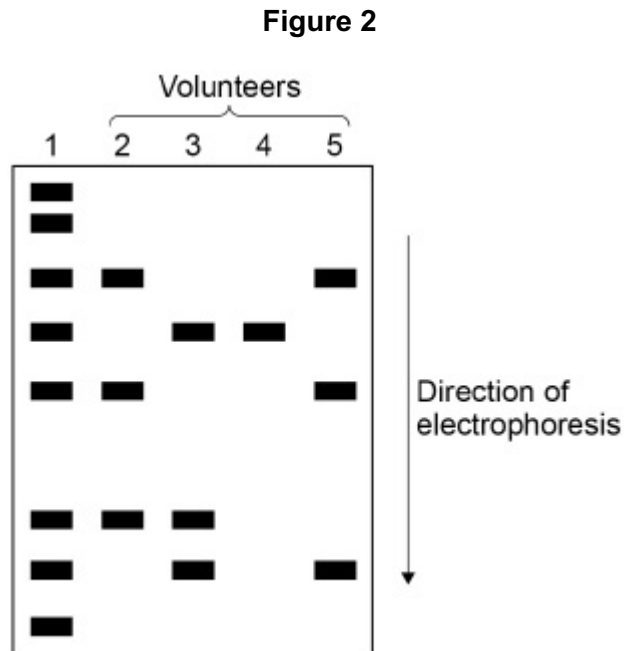 Figure 2
Volunteers
1 2 3 4 5
Direction of
electrophoresis